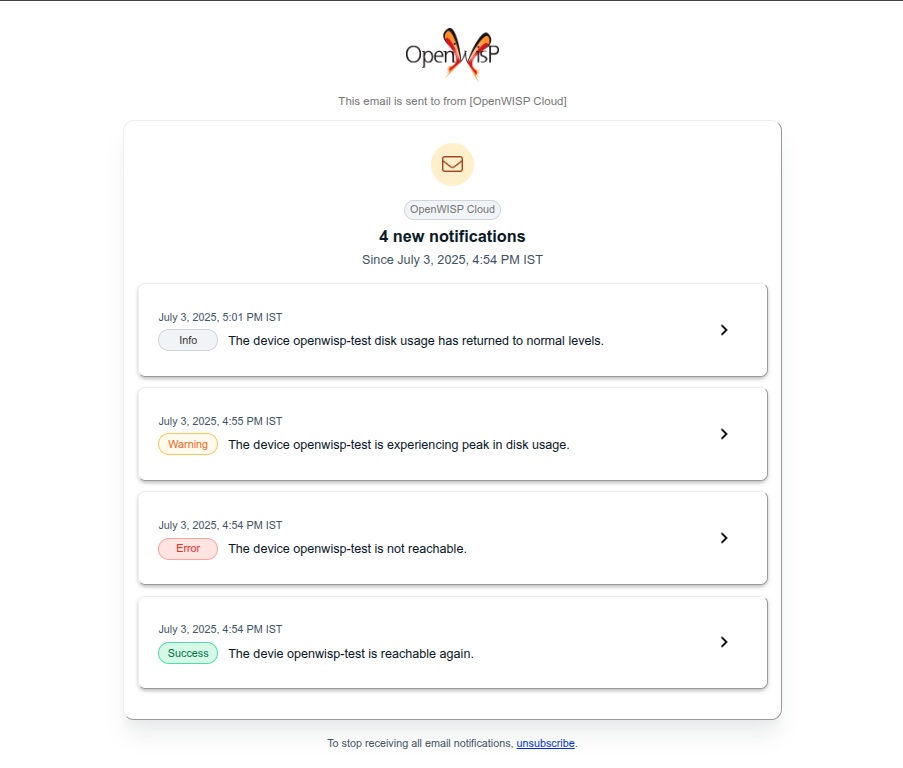 OpenWISP
This email is sent to from [OpenWISP Cloud]
OpenWISP Cloud
4 new notifications
Since July 3, 2025, 4:54 PM IST
July 3, 2025, 5:01 PM IST
Info The device openwisp-test disk usage has returned to normal levels.
July 3, 2025, 4:55 PM IST
Warning The device openwisp-test is experiencing peak in disk usage.
July 3, 2025, 4:54 PM IST
Error The device openwisp-test is not reachable.
July 3, 2025, 4:54 PM IST
Success The devie openwisp-test is reachable again.
To stop receiving all email notifications, unsubscribe.